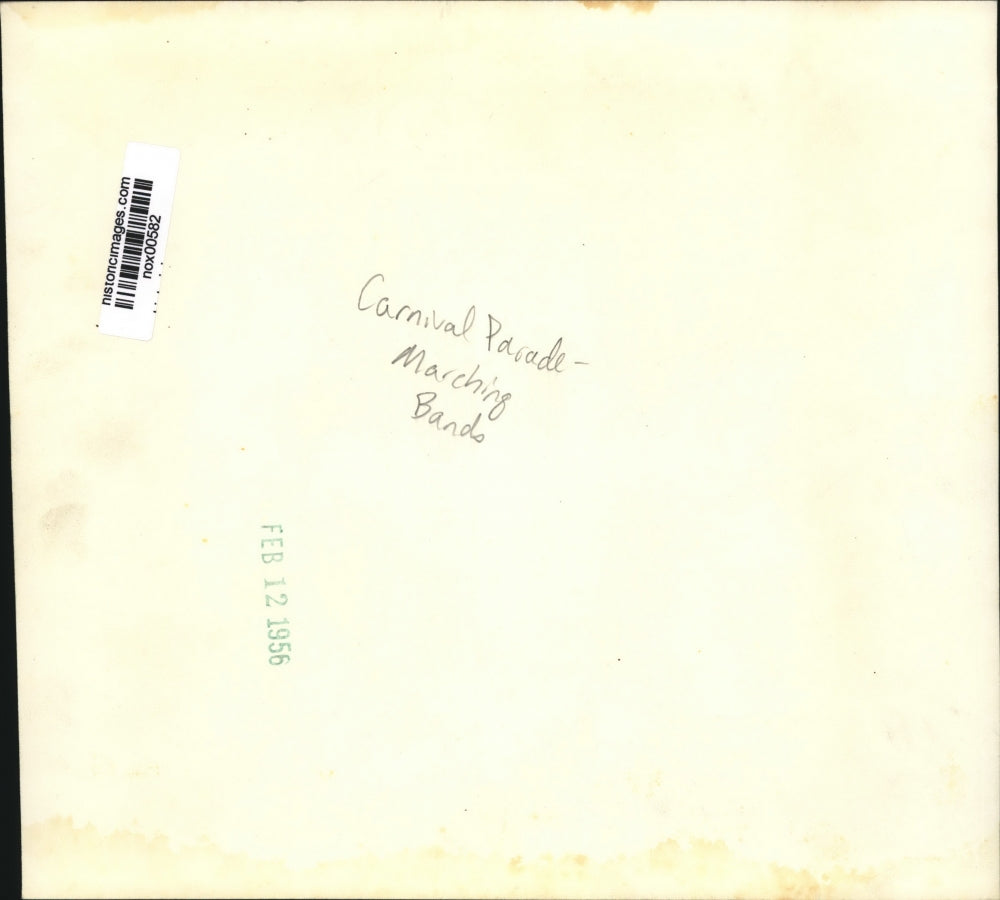 historicimages.com
nox00582
Carnival Parade-
Marching
Bands
FEB 12 1956